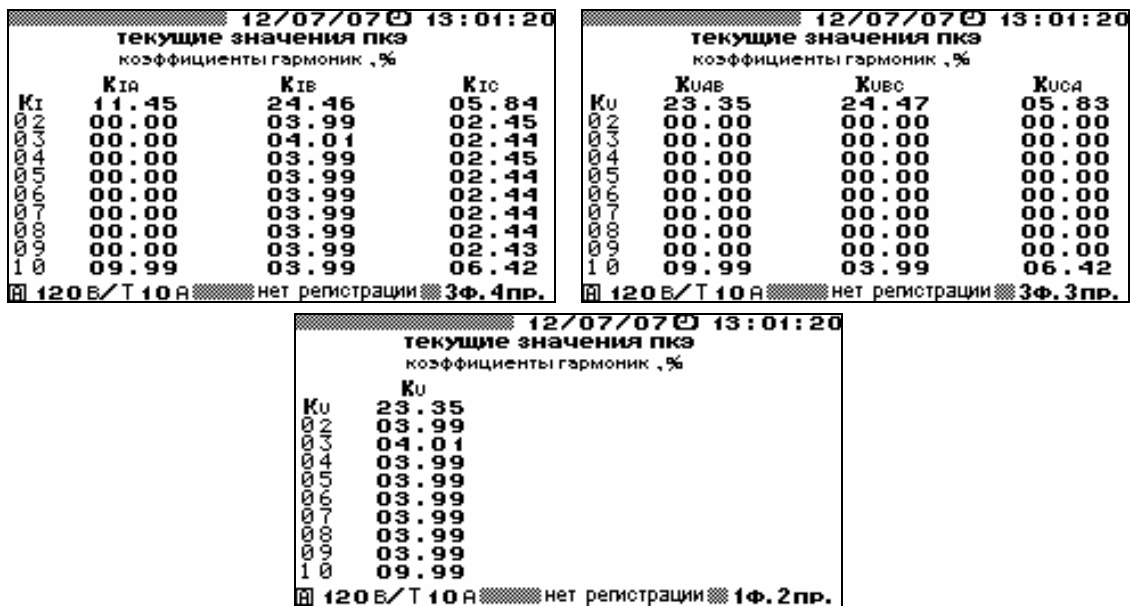 12/07/07 13:01:20
текущие значения пкэ
коэффициенты гармоник ,%
KIA KIB KIC
KI 11.45 24.46 05.84
02 00.00 03.99 02.45
03 00.00 04.01 02.44
04 00.00 03.99 02.45
05 00.00 03.99 02.44
06 00.00 03.99 02.44
07 00.00 03.99 02.44
08 00.00 03.99 02.44
09 00.00 03.99 02.43
10 09.99 03.99 06.42
А 120 В/Т 10 А нет регистрации 3ф.4пр.
12/07/07 13:01:20
текущие значения пкэ
коэффициенты гармоник ,%
KUAB KUBC KUCA
KU 23.35 24.47 05.83
02 00.00 00.00 00.00
03 00.00 00.00 00.00
04 00.00 00.00 00.00
05 00.00 00.00 00.00
06 00.00 00.00 00.00
07 00.00 00.00 00.00
08 00.00 00.00 00.00
09 00.00 00.00 00.00
10 09.99 03.99 06.42
А 120 В/Т 10 А нет регистрации 3ф.3пр.
12/07/07 13:01:20
текущие значения пкэ
коэффициенты гармоник ,%
KU
KU 23.35
02 03.99
03 04.01
04 03.99
05 03.99
06 03.99
07 03.99
08 03.99
09 03.99
10 09.99
А 120 В/Т 10 А нет регистрации 1ф.2пр.